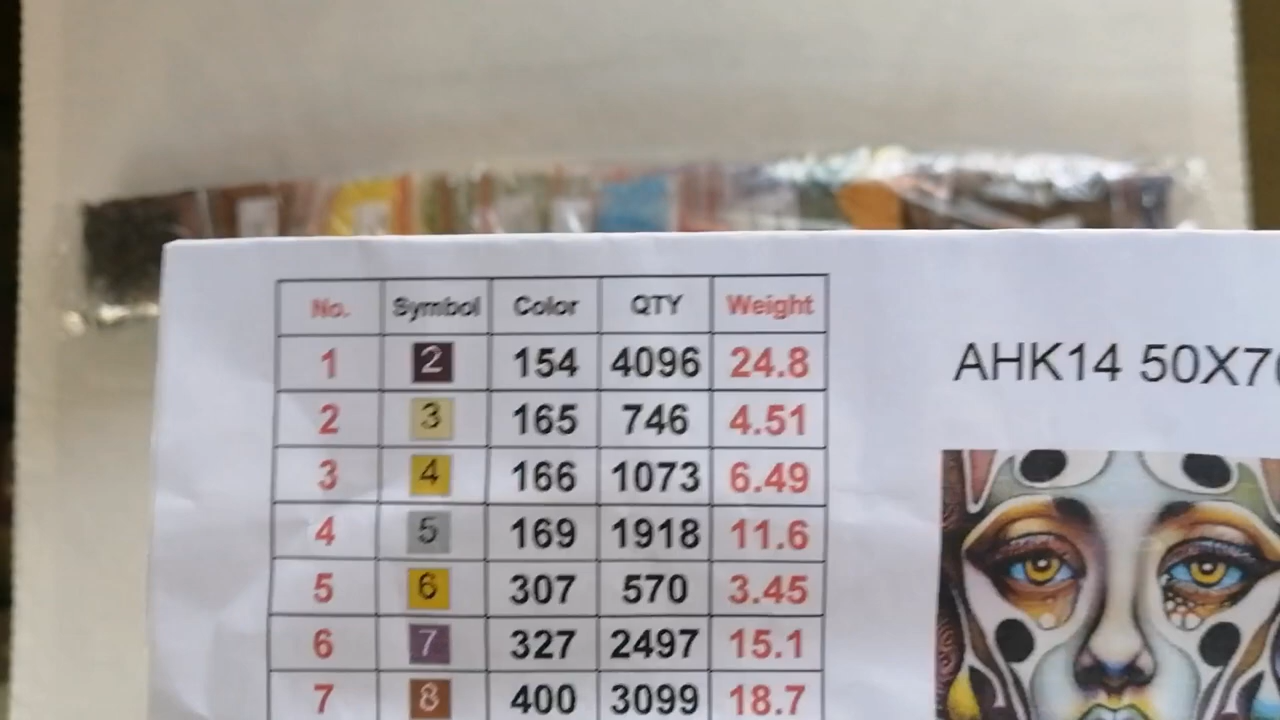 No. Symbol Color QTY Weight
1 2 154 4096 24.8
2 3 165 746 4.51
3 4 166 1073 6.49
4 5 169 1918 11.6
5 6 307 570 3.45
6 7 327 2497 15.1
7 8 400 3099 18.7
AHK14 50X70